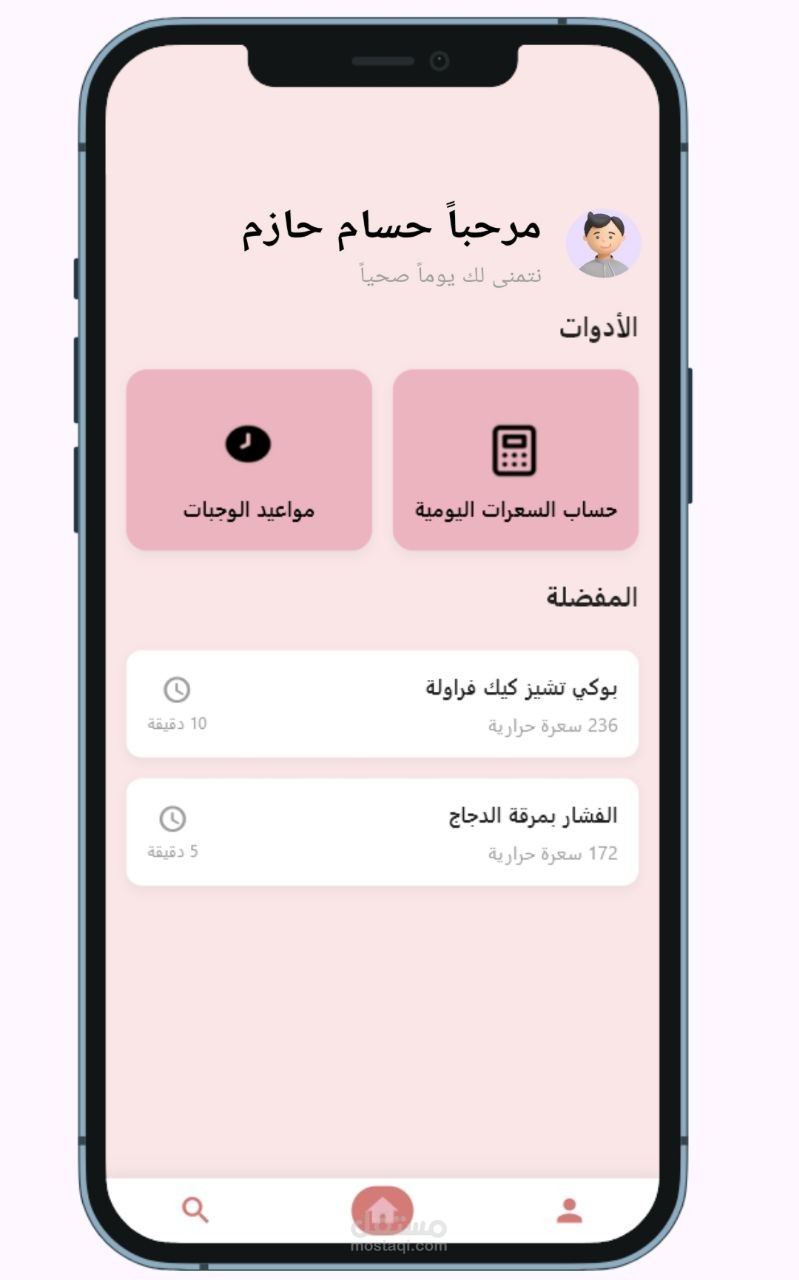 مرحباً حسام حازم
نتمنى لك يوماً صحياً
الأدوات
حساب السعرات اليومية
مواعيد الوجبات
المفضلة
بوكي تشيز كيك فراولة
236 سعرة حرارية
10 دقيقة
الفشار بمرقة الدجاج
172 سعرة حرارية
5 دقيقة
مستقل
mostaql.com